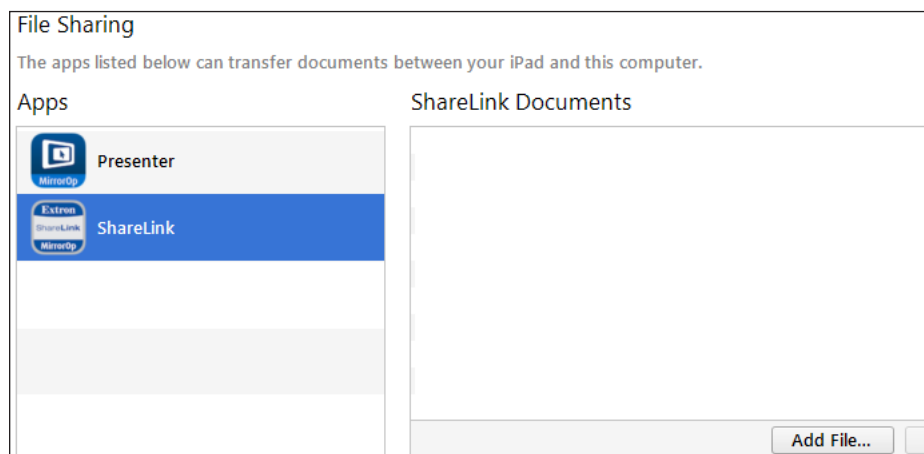 File Sharing
The apps listed below can transfer documents between your iPad and this computer.
Apps
ShareLink Documents
Presenter
MirrorOp
Extron
ShareLink
MirrorOp
ShareLink
Add File...